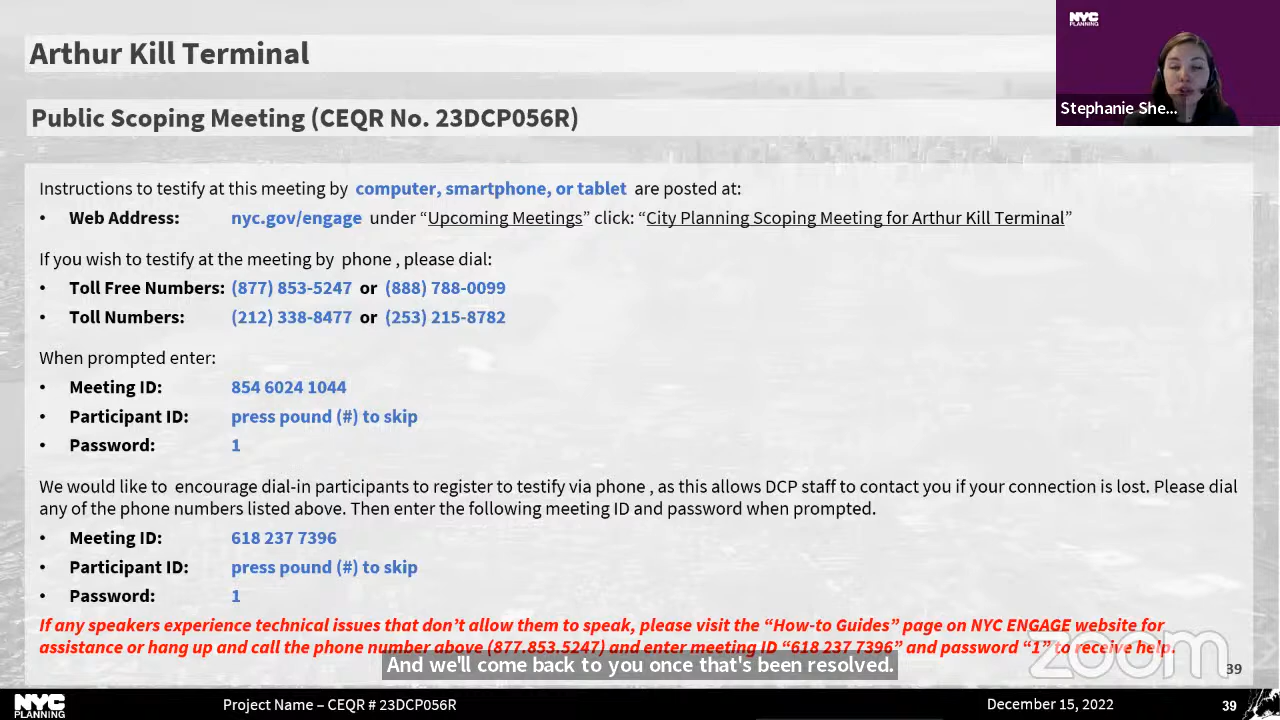 Arthur Kill Terminal
NYC
PLANNING
Stephanie She...
Public Scoping Meeting (CEQR No. 23DCP056R)
Instructions to testify at this meeting by computer, smartphone, or tablet are posted at:
• Web Address: nyc.gov/engage under “Upcoming Meetings” click: “City Planning Scoping Meeting for Arthur Kill Terminal”
If you wish to testify at the meeting by phone , please dial:
• Toll Free Numbers: (877) 853-5247 or (888) 788-0099
• Toll Numbers: (212) 338-8477 or (253) 215-8782
When prompted enter:
• Meeting ID: 854 6024 1044
• Participant ID: press pound (#) to skip
• Password: 1
We would like to encourage dial-in participants to register to testify via phone , as this allows DCP staff to contact you if your connection is lost. Please dial
any of the phone numbers listed above. Then enter the following meeting ID and password when prompted.
• Meeting ID: 618 237 7396
• Participant ID: press pound (#) to skip
• Password: 1
If any speakers experience technical issues that don’t allow them to speak, please visit the “How-to Guides” page on NYC ENGAGE website for
assistance or hang up and call the phone number above (877.853.5247) and enter meeting ID “618 237 7396” and password “1” to receive help.
And we'll come back to you once that's been resolved.
zoom
39
NYC
PLANNING
Project Name – CEQR # 23DCP056R
December 15, 2022
39